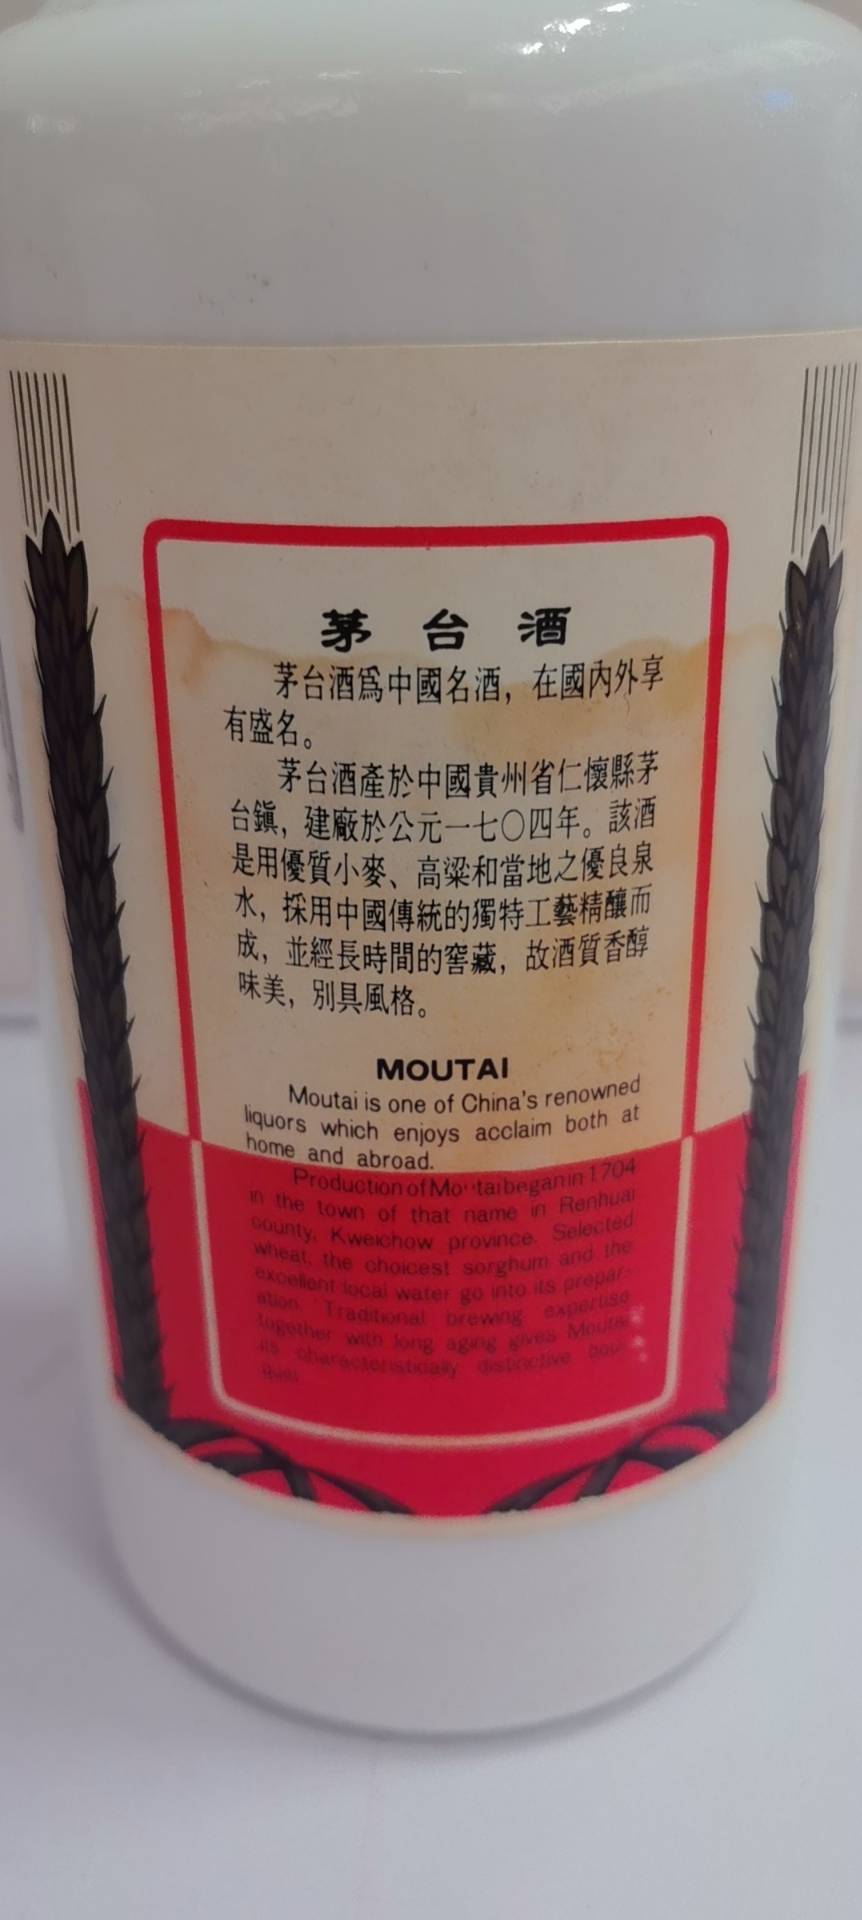 茅台酒
茅台酒爲中國名酒，在國內外享
有盛名。
茅台酒產於中國貴州省仁懷縣茅
台鎭，建廠於公元一七〇四年。該酒
是用優質小麥、高粱和當地之優良泉
水，採用中國傳統的獨特工藝精釀而
成，並經長時間的窖藏，故酒質香醇
味美，別具風格。
MOUTAI
Moutai is one of China's renowned
liquors which enjoys acclaim both at
home and abroad.
Production of Moutai began in 1704
in the town of that name in Renhuai
county, Kweichow province. Selected
wheat, the choicest sorghum and the
excellent local water go into its prepar-
ation. Traditional brewing expertise
together with long aging gives Moutai
its characteristically distinctive bou-
quet.